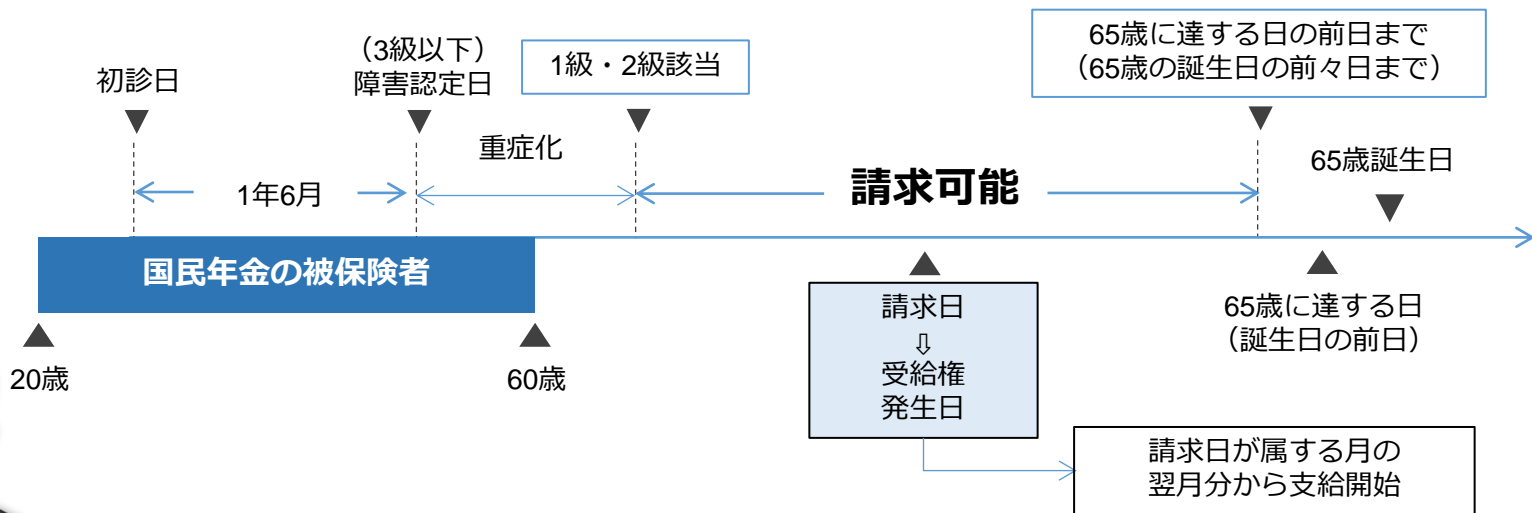 初診日
（3級以下）
障害認定日
1級・2級該当
65歳に達する日の前日まで
（65歳の誕生日の前々日まで）
1年6月
重症化
請求可能
65歳誕生日
国民年金の被保険者
20歳
60歳
請求日
⇩
受給権
発生日
65歳に達する日
（誕生日の前日）
請求日が属する月の
翌月分から支給開始